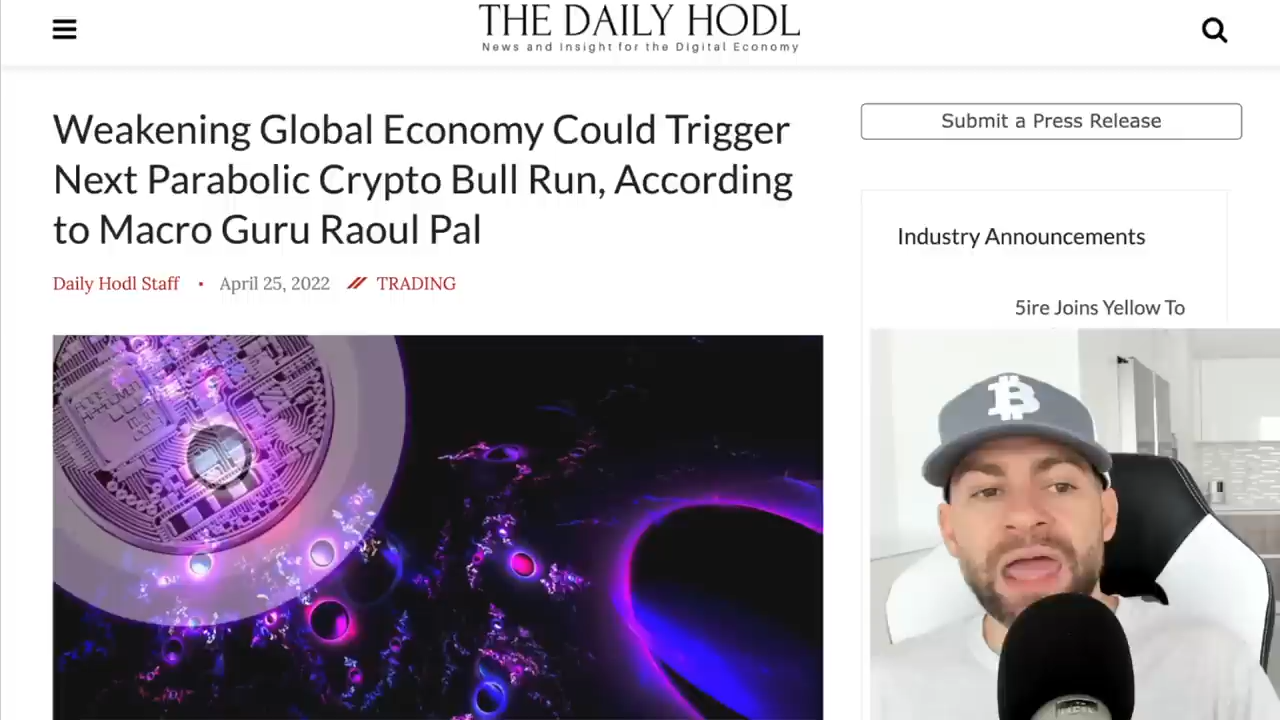 THE DAILY HODL
News and Insight for the Digital Economy
Weakening Global Economy Could Trigger
Next Parabolic Crypto Bull Run, According
to Macro Guru Raoul Pal
Daily Hodl Staff • April 25, 2022 // TRADING
Submit a Press Release
Industry Announcements
5ire Joins Yellow To